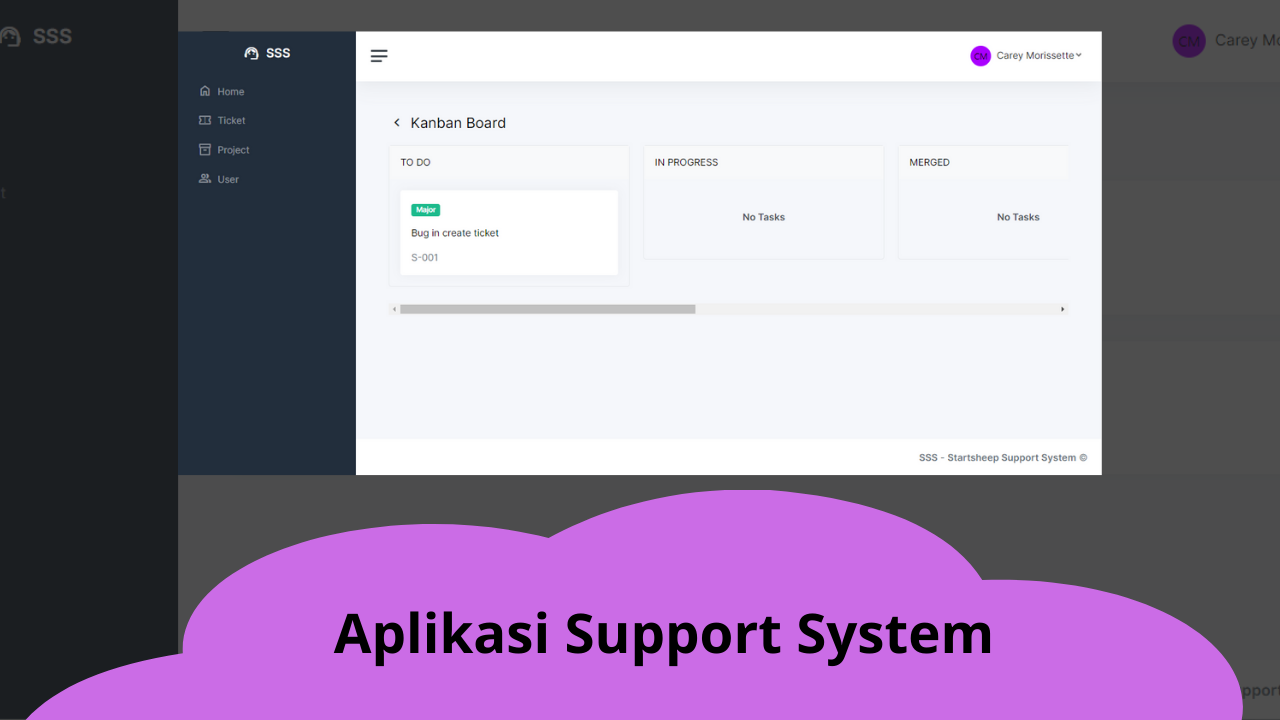 SSS
CM Carey Mo
SSS
CM Carey Morissette
Home
Ticket
Project
User
Kanban Board
TO DO
IN PROGRESS
MERGED
Major
Bug in create ticket
S-001
No Tasks
No Tasks
t
SSS - Startsheep Support System ©
Aplikasi Support System
pport